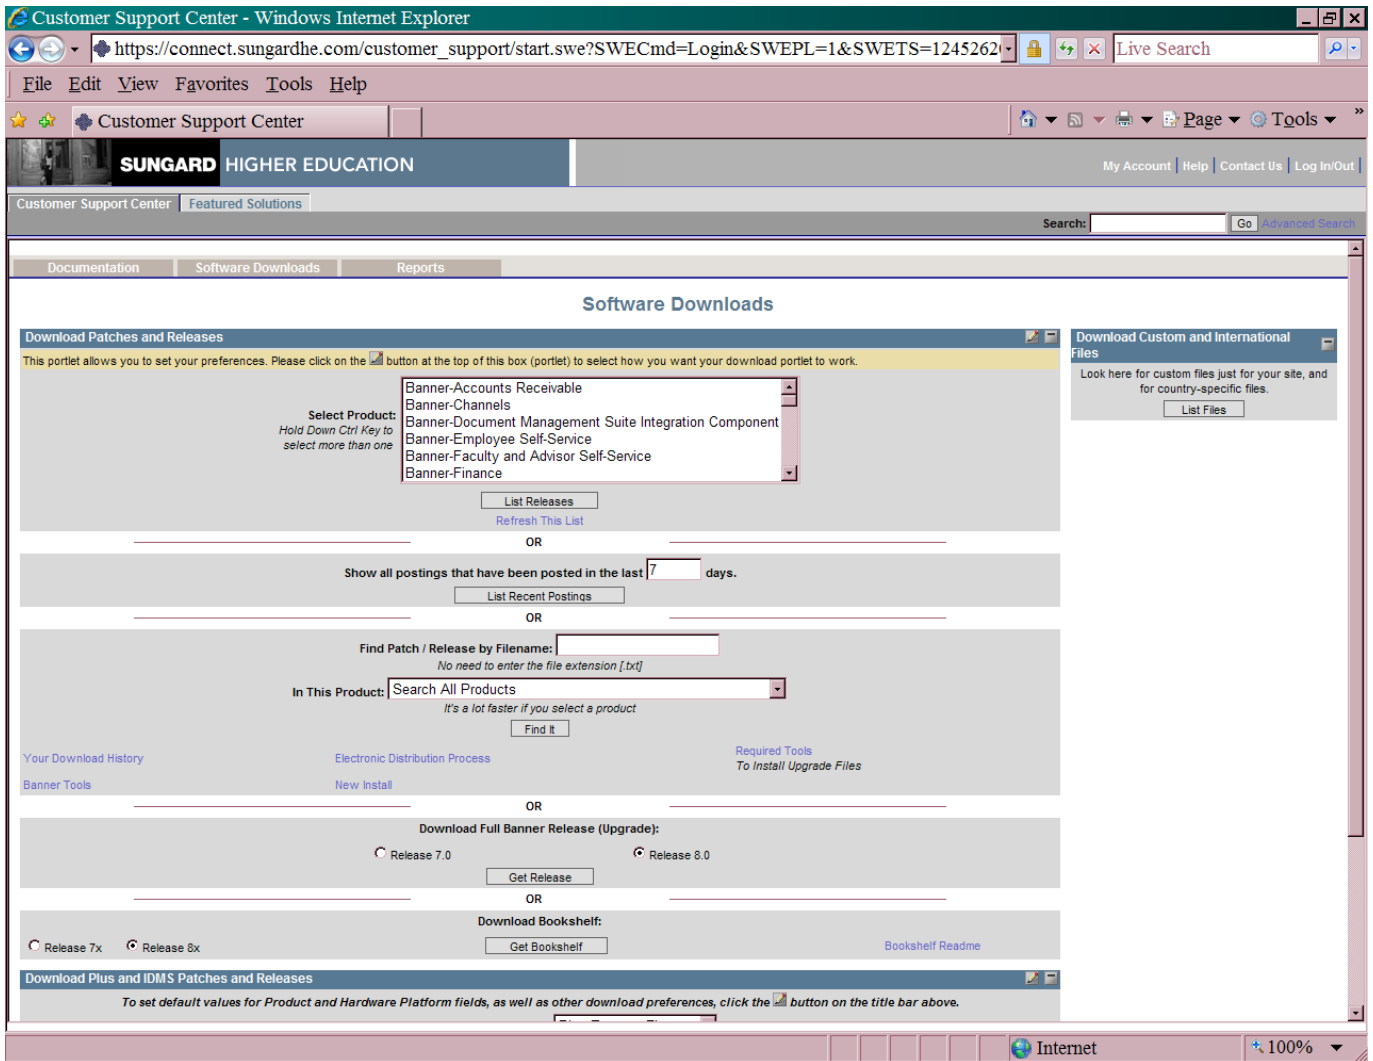 Customer Support Center - Windows Internet Explorer
https://connect.sungardhe.com/customer_support/start.swe?SWECmd=Login&SWEPL=1&SWETS=12452620
Live Search
File Edit View Favorites Tools Help
Customer Support Center
Page Tools »
SUNGARD HIGHER EDUCATION
My Account | Help | Contact Us | Log In/Out |
Customer Support Center Featured Solutions
Search: Go Advanced Search
Documentation Software Downloads Reports
Software Downloads
Download Patches and Releases
This portlet allows you to set your preferences. Please click on the button at the top of this box (portlet) to select how you want your download portlet to work.
Select Product:
Hold Down Ctrl Key to
select more than one
Banner-Accounts Receivable
Banner-Channels
Banner-Document Management Suite Integration Component
Banner-Employee Self-Service
Banner-Faculty and Advisor Self-Service
Banner-Finance
List Releases
Refresh This List
OR
Show all postings that have been posted in the last 7 days.
List Recent Postings
OR
Find Patch / Release by Filename:
No need to enter the file extension [.txt]
In This Product: Search All Products
It's a lot faster if you select a product
Find It
Your Download History Electronic Distribution Process Required Tools
To Install Upgrade Files
Banner Tools New Install
OR
Download Full Banner Release (Upgrade):
Release 7.0 Release 8.0
Get Release
OR
Download Bookshelf:
Release 7x Release 8x Get Bookshelf Bookshelf Readme
Download Plus and IDMS Patches and Releases
To set default values for Product and Hardware Platform fields, as well as other download preferences, click the button on the title bar above.
Download Custom and International
Files
Look here for custom files just for your site, and
for country-specific files.
List Files
Internet 100%